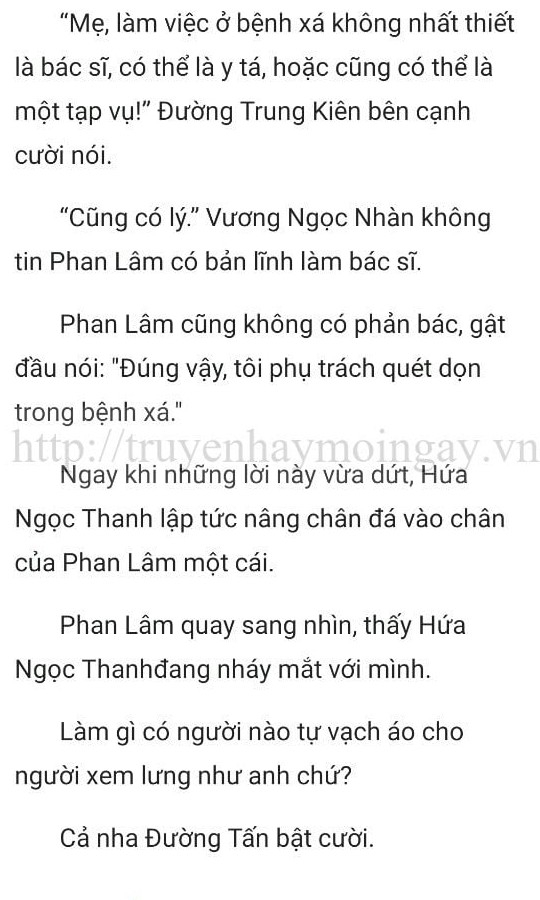 “Mẹ, làm việc ở bệnh xá không nhất thiết
là bác sĩ, có thể là y tá, hoặc cũng có thể là
một tạp vụ!” Đường Trung Kiên bên cạnh
cười nói.
“Cũng có lý.” Vương Ngọc Nhàn không
tin Phan Lâm có bản lĩnh làm bác sĩ.
Phan Lâm cũng không có phản bác, gật
đầu nói: "Đúng vậy, tôi phụ trách quét dọn
trong bệnh xá."
http://truyenhaymoingay.vn
Ngay khi những lời này vừa dứt, Hứa
Ngọc Thanh lập tức nâng chân đá vào chân
của Phan Lâm một cái.
Phan Lâm quay sang nhìn, thấy Hứa
Ngọc Thanhđang nháy mắt với mình.
Làm gì có người nào tự vạch áo cho
người xem lưng như anh chứ?
Cả nha Đường Tấn bật cười.